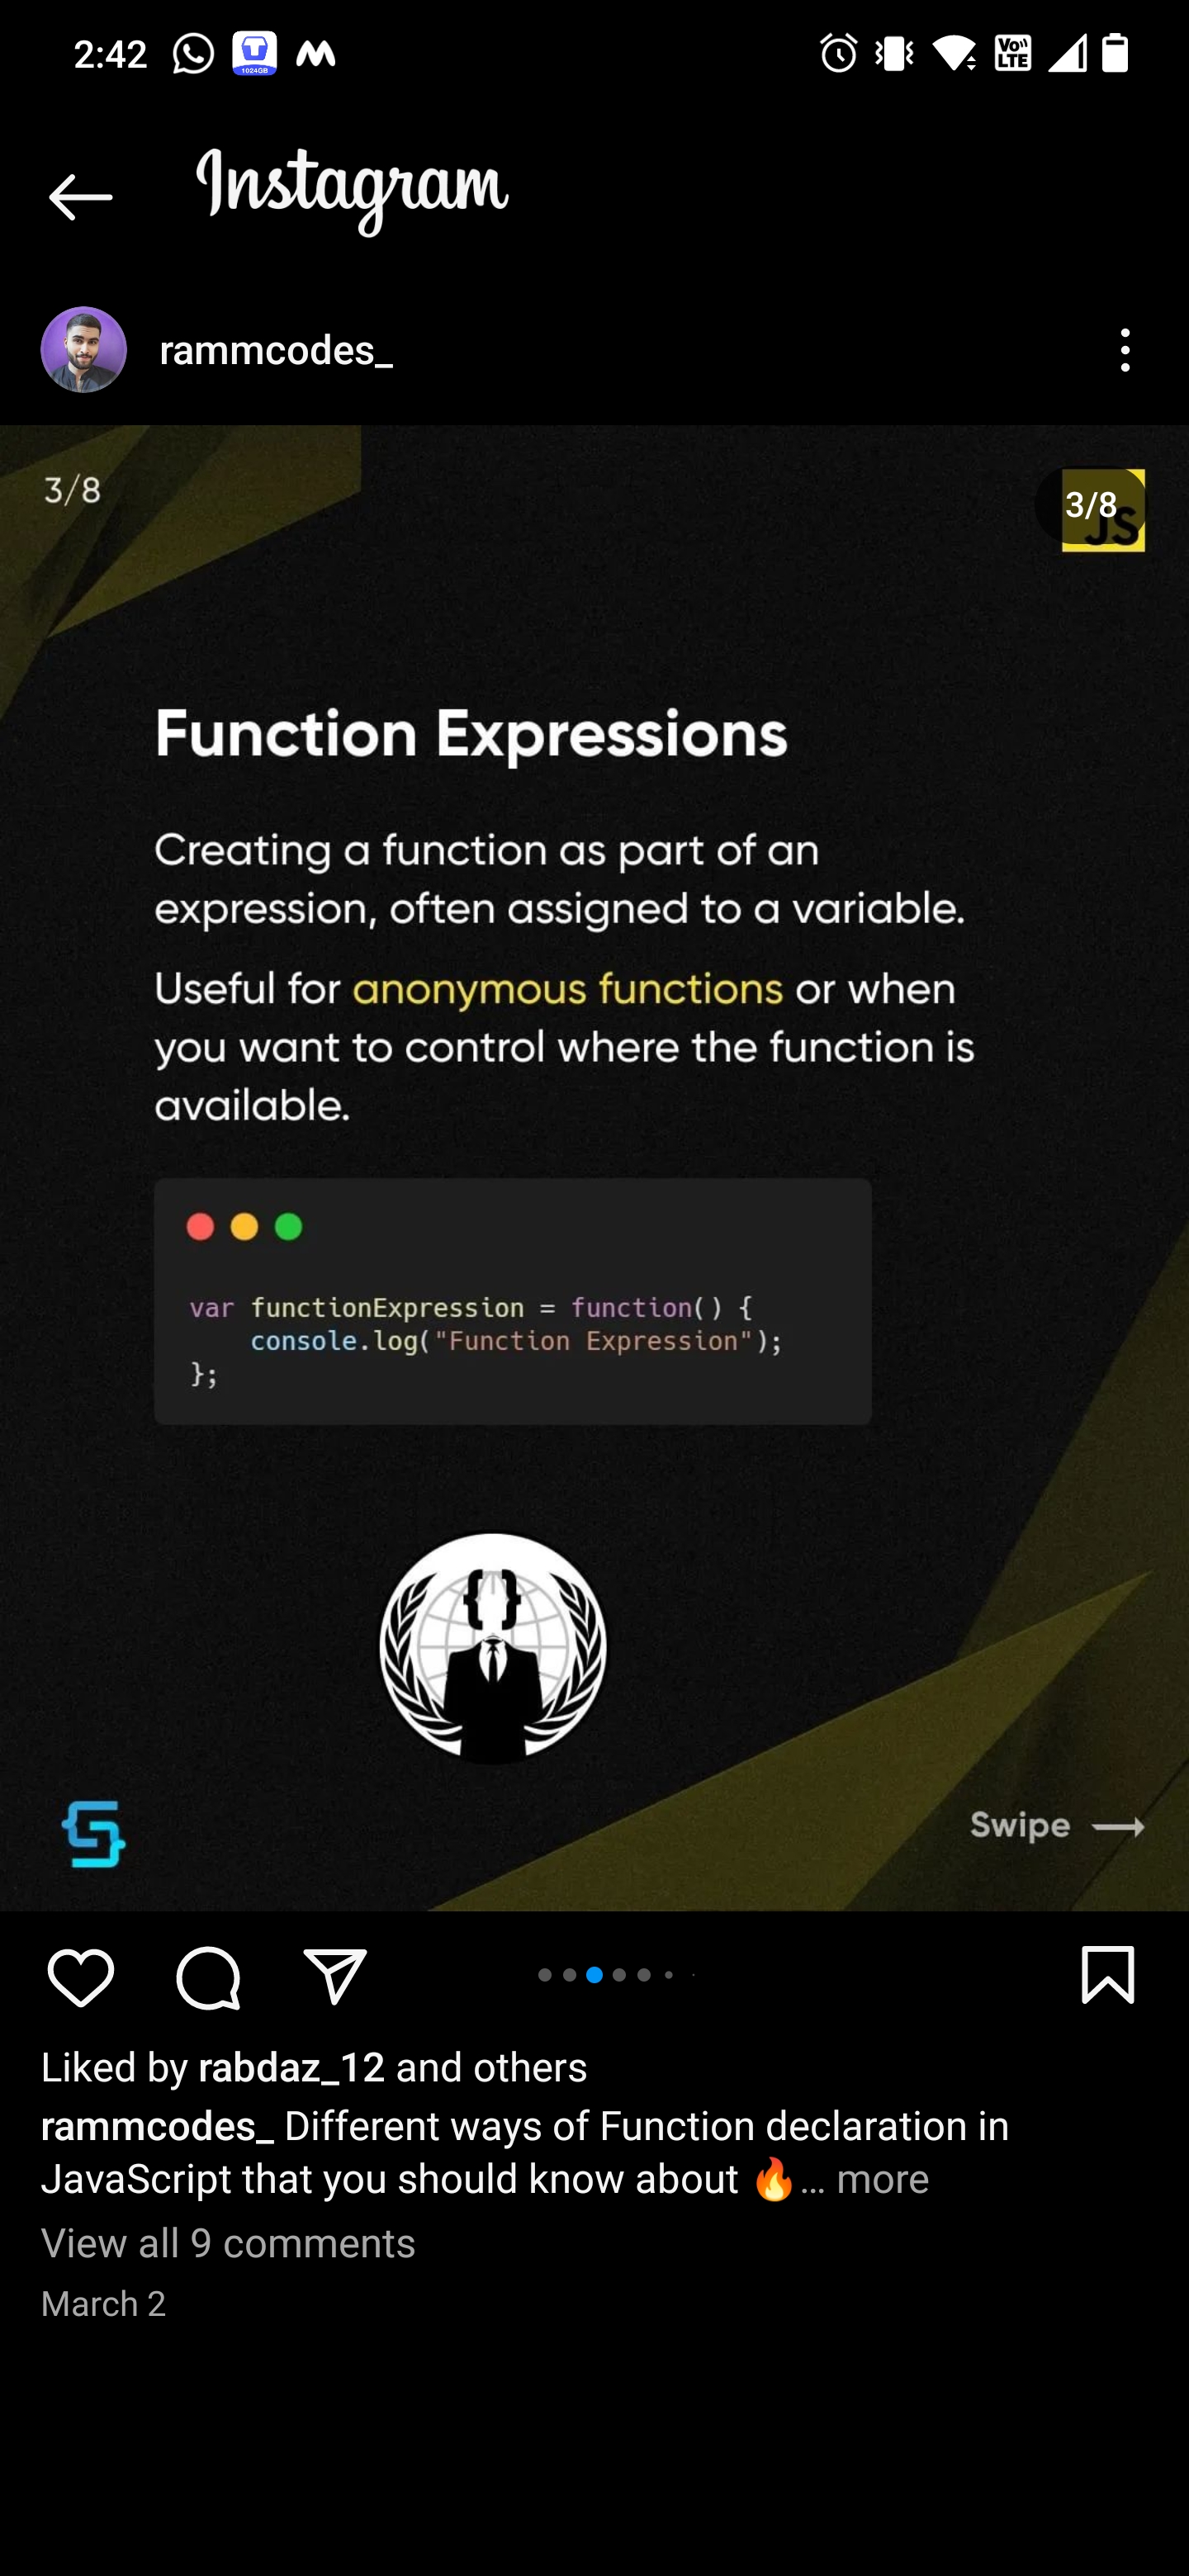 2:42
1024GB
Vo))
LTE
Instagram
rammcodes_
3/8
3/8
JS
Function Expressions
Creating a function as part of an
expression, often assigned to a variable.
Useful for anonymous functions or when
you want to control where the function is
available.
var functionExpression = function() {
    console.log("Function Expression");
};
Swipe
Liked by rabdaz_12 and others
rammcodes_ Different ways of Function declaration in
JavaScript that you should know about 🔥... more
View all 9 comments
March 2